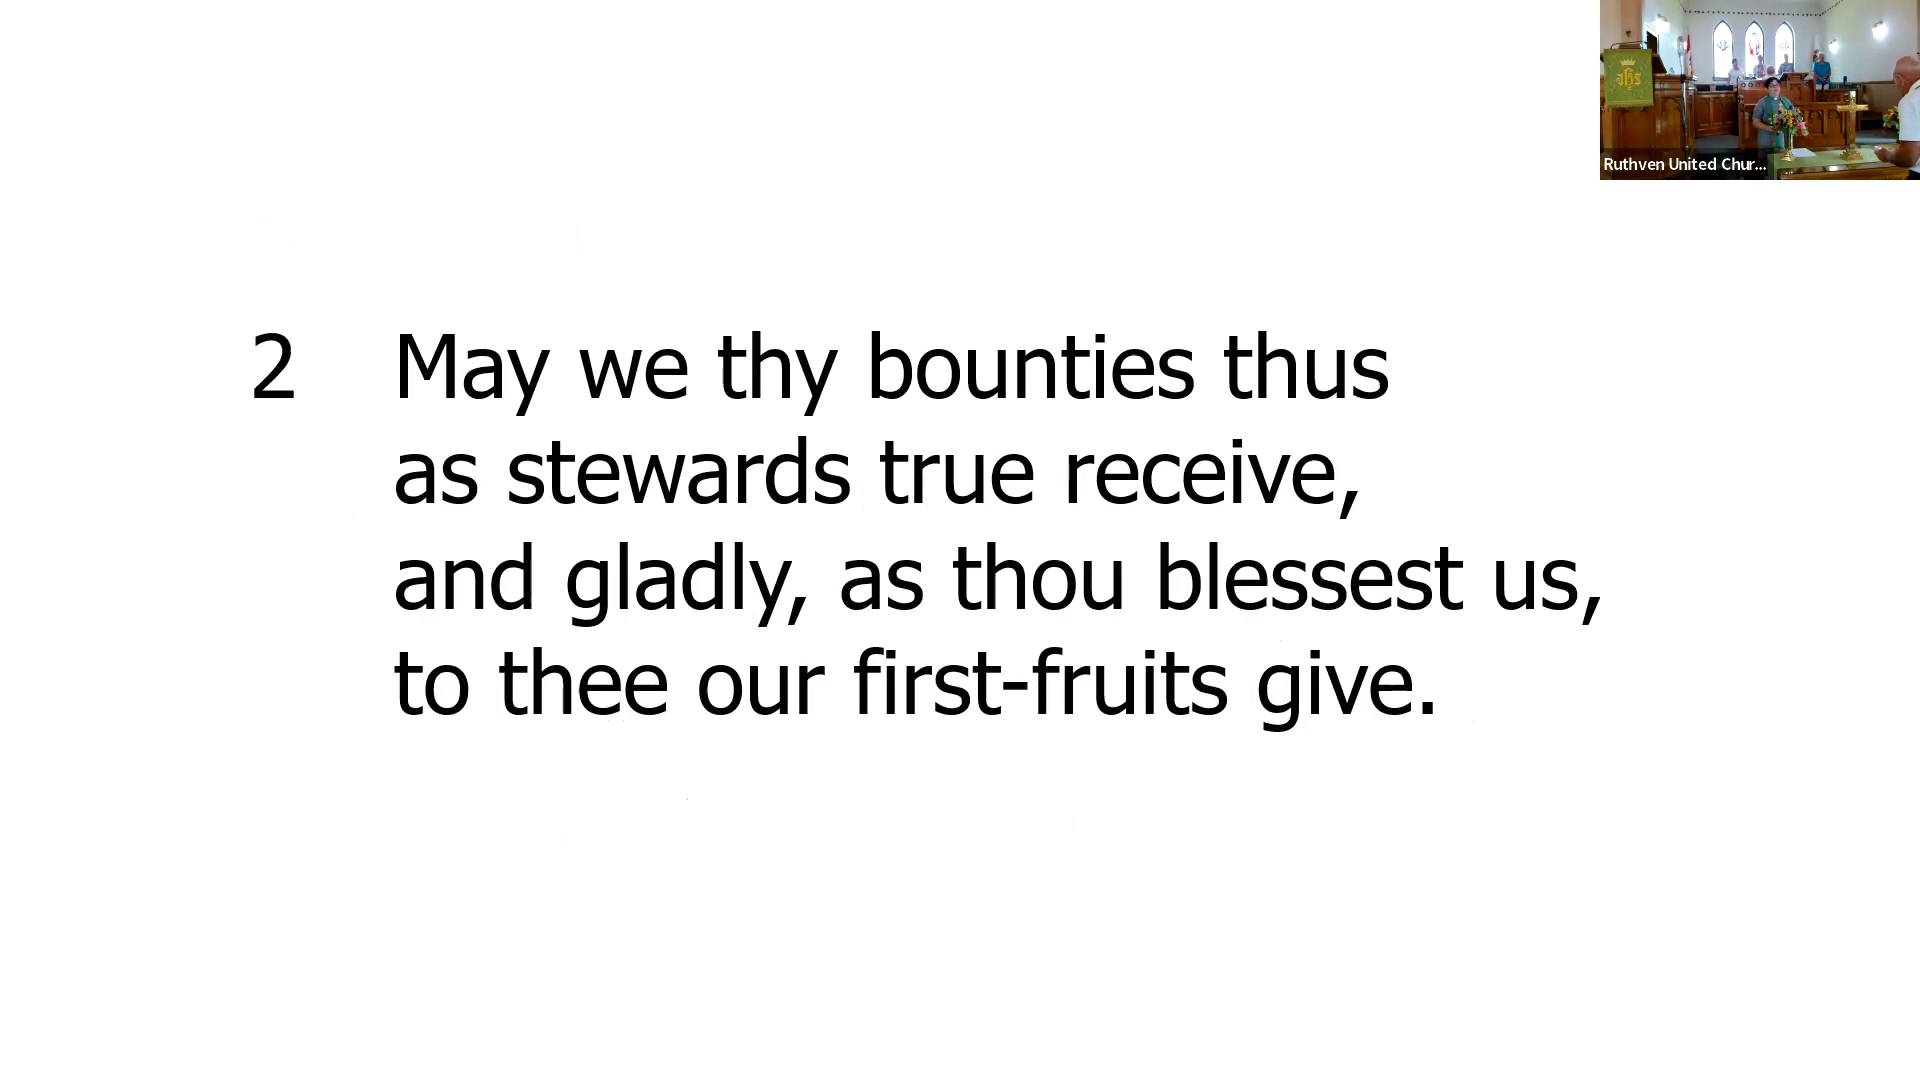 Ruthven United Chur...
2 May we thy bounties thus
as stewards true receive,
and gladly, as thou blessest us,
to thee our first-fruits give.